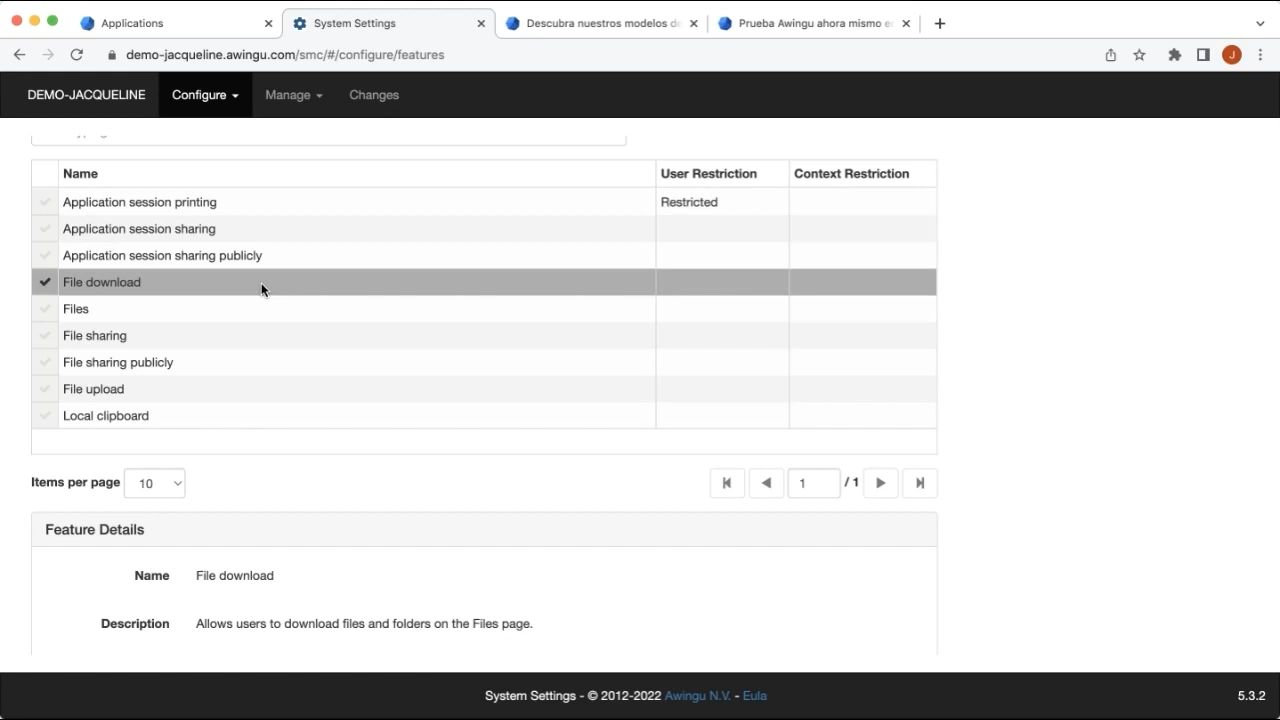 Applications
System Settings
Descubra nuestros modelos de
Prueba Awingu ahora mismo e
demo-jacqueline.awingu.com/smc/#/configure/features
J
DEMO-JACQUELINE Configure Manage Changes
Name User Restriction Context Restriction
Application session printing Restricted
Application session sharing
Application session sharing publicly
File download
Files
File sharing
File sharing publicly
File upload
Local clipboard
Items per page 10 1 / 1
Feature Details
Name File download
Description Allows users to download files and folders on the Files page.
System Settings - © 2012-2022 Awingu N.V. - Eula 5.3.2